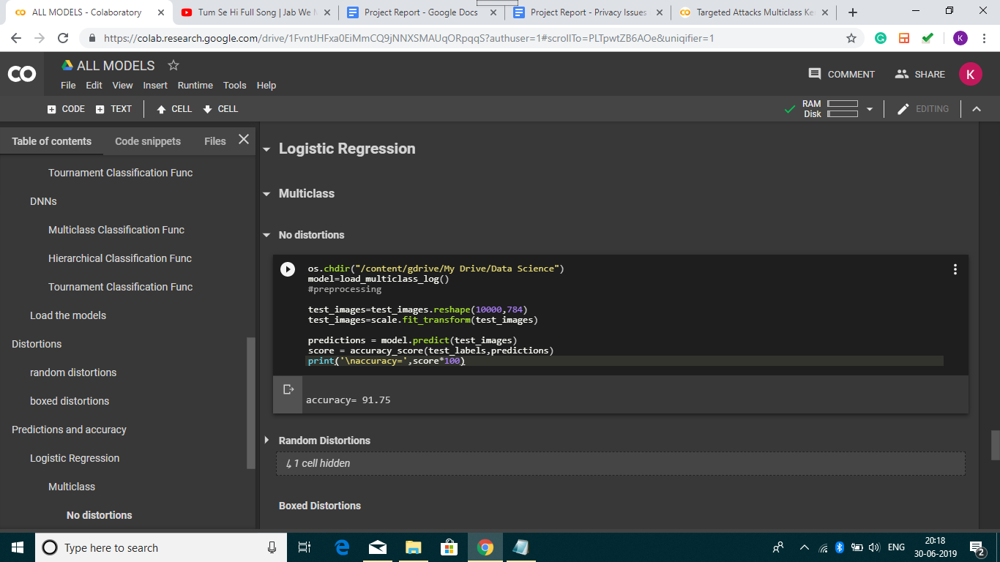 ALL MODELS - Colaboratory
Tum Se Hi Full Song | Jab We M
Project Report - Google Docs
Project Report - Privacy Issues
Targeted Attacks Multiclass Ke
https://colab.research.google.com/drive/1FvntJHFxa0EiMmCQ9jNNXSMAUqORpqqS?authuser=1#scrollTo=PLTpwtZB6AOe&uniqifier=1
K
CO
ALL MODELS
COMMENT
SHARE
K
File Edit View Insert Runtime Tools Help
CODE TEXT CELL CELL
RAM
Disk
EDITING
Table of contents Code snippets Files
Tournament Classification Func
DNNs
Multiclass Classification Func
Hierarchical Classification Func
Tournament Classification Func
Load the models
Distortions
random distortions
boxed distortions
Predictions and accuracy
Logistic Regression
Multiclass
No distortions
Logistic Regression
Multiclass
No distortions
os.chdir("/content/gdrive/My Drive/Data Science")
model=load_multiclass_log()
#preprocessing
test_images=test_images.reshape(10000,784)
test_images=scale.fit_transform(test_images)
predictions = model.predict(test_images)
score = accuracy_score(test_labels,predictions)
print('\naccuracy=',score*100)
accuracy= 91.75
Random Distortions
↳ 1 cell hidden
Boxed Distortions
Type here to search
ENG
20:18
30-06-2019
2